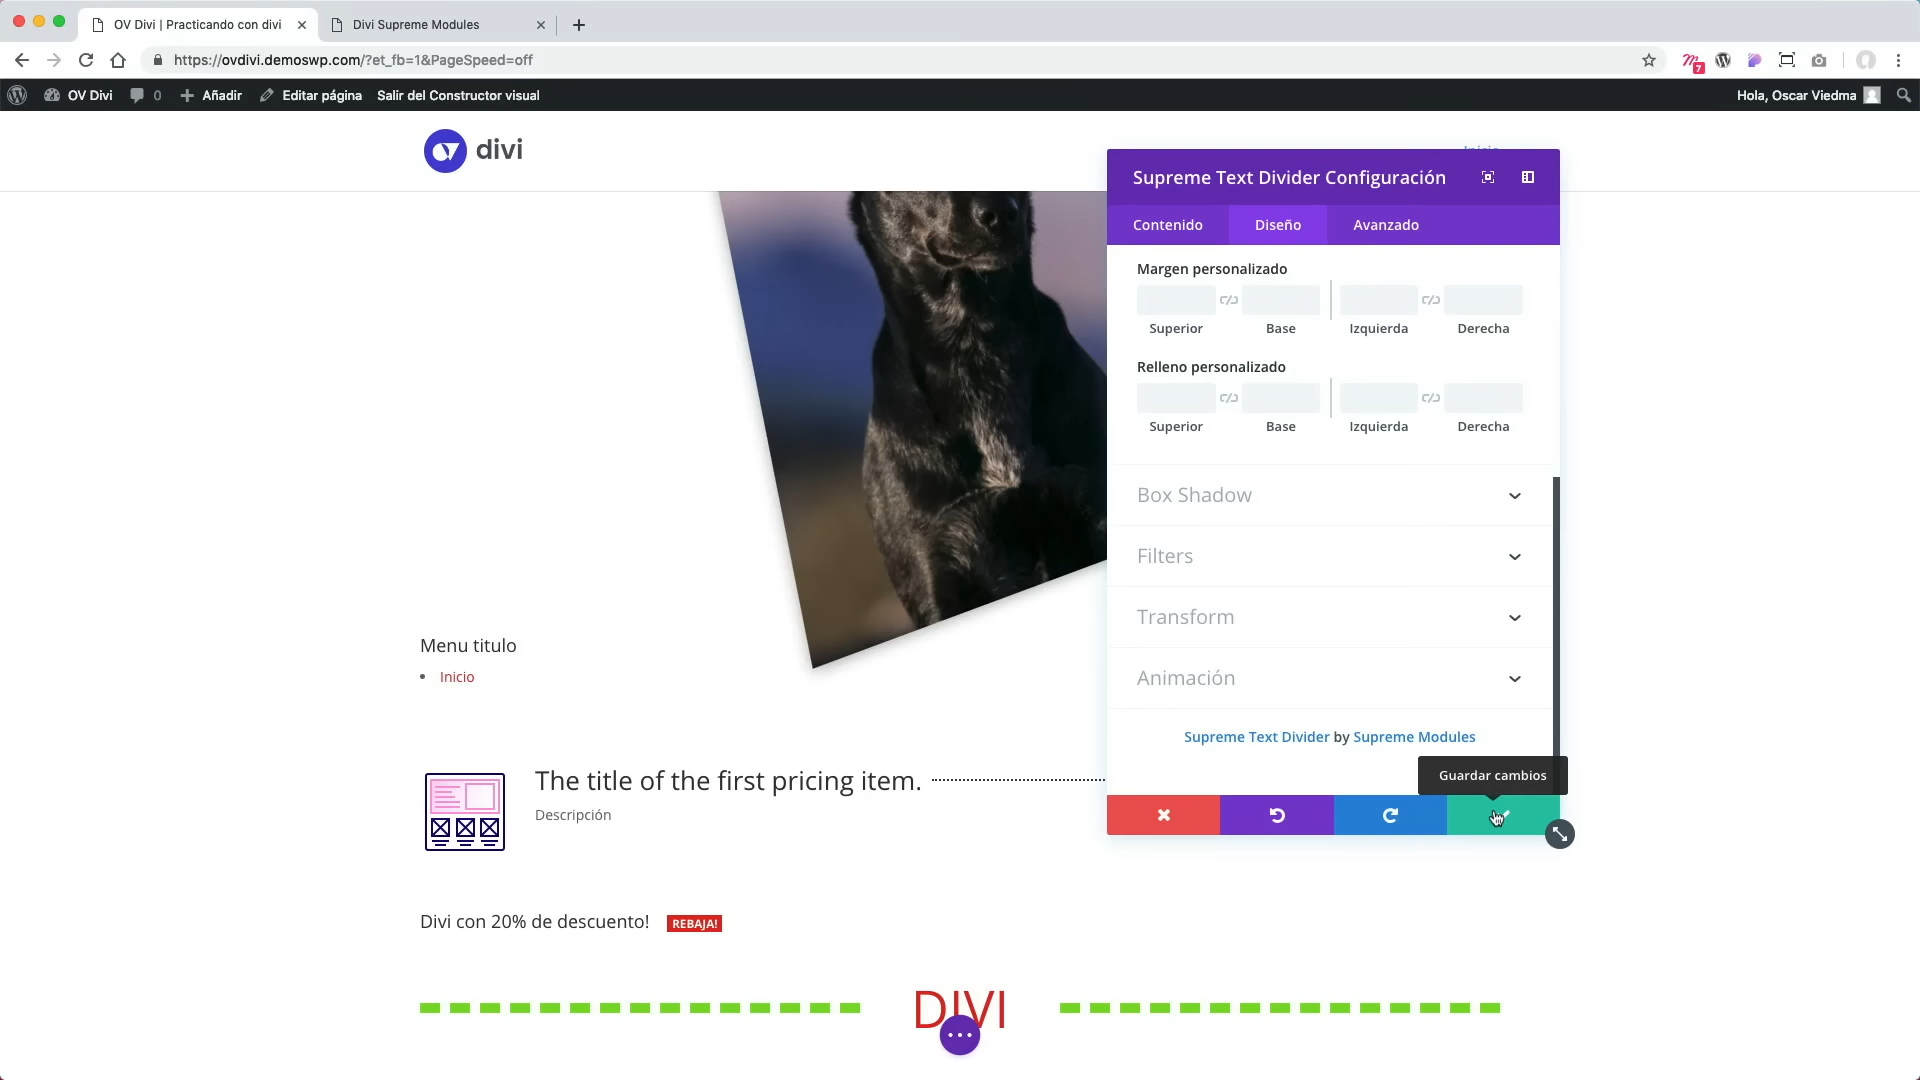 OV Divi | Practicando con divi
Divi Supreme Modules
https://ovdivi.demoswp.com/?et_fb=1&PageSpeed=off
7
OV Divi
0
Añadir
Editar página
Salir del Constructor visual
Hola, Oscar Viedma
divi
Inicio
Supreme Text Divider Configuración
Contenido
Diseño
Avanzado
Margen personalizado
Superior
Base
Izquierda
Derecha
Relleno personalizado
Superior
Base
Izquierda
Derecha
Box Shadow
Filters
Transform
Animación
Supreme Text Divider by Supreme Modules
Guardar cambios
Menu titulo
Inicio
The title of the first pricing item.
Descripción
Divi con 20% de descuento!
REBAJA!
DIVI